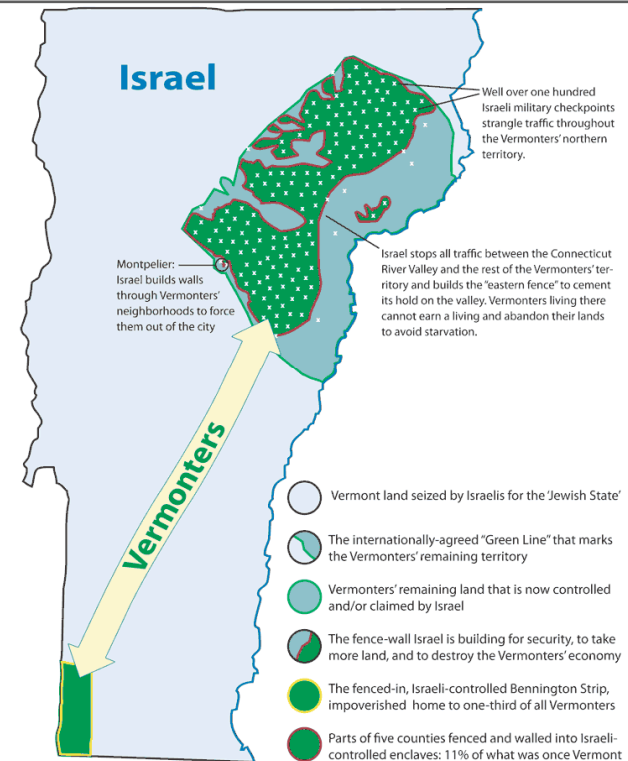 Israel
Well over one hundred
Israeli military checkpoints
strangle traffic throughout
the Vermonters' northern
territory.
Israel stops all traffic between the Connecticut
River Valley and the rest of the Vermonters' ter-
ritory and builds the "eastern fence" to cement
its hold on the valley. Vermonters living there
cannot earn a living and abandon their lands
to avoid starvation.
Montpelier:
Israel builds walls
through Vermonters'
neighborhoods to force
them out of the city
Vermonters
Vermont land seized by Israelis for the 'Jewish State'
The internationally-agreed "Green Line" that marks
the Vermonters' remaining territory
Vermonters' remaining land that is now controlled
and/or claimed by Israel
The fence-wall Israel is building for security, to take
more land, and to destroy the Vermonters' economy
The fenced-in, Israeli-controlled Bennington Strip,
impoverished home to one-third of all Vermonters
Parts of five counties fenced and walled into Israeli-
controlled enclaves: 11% of what was once Vermont